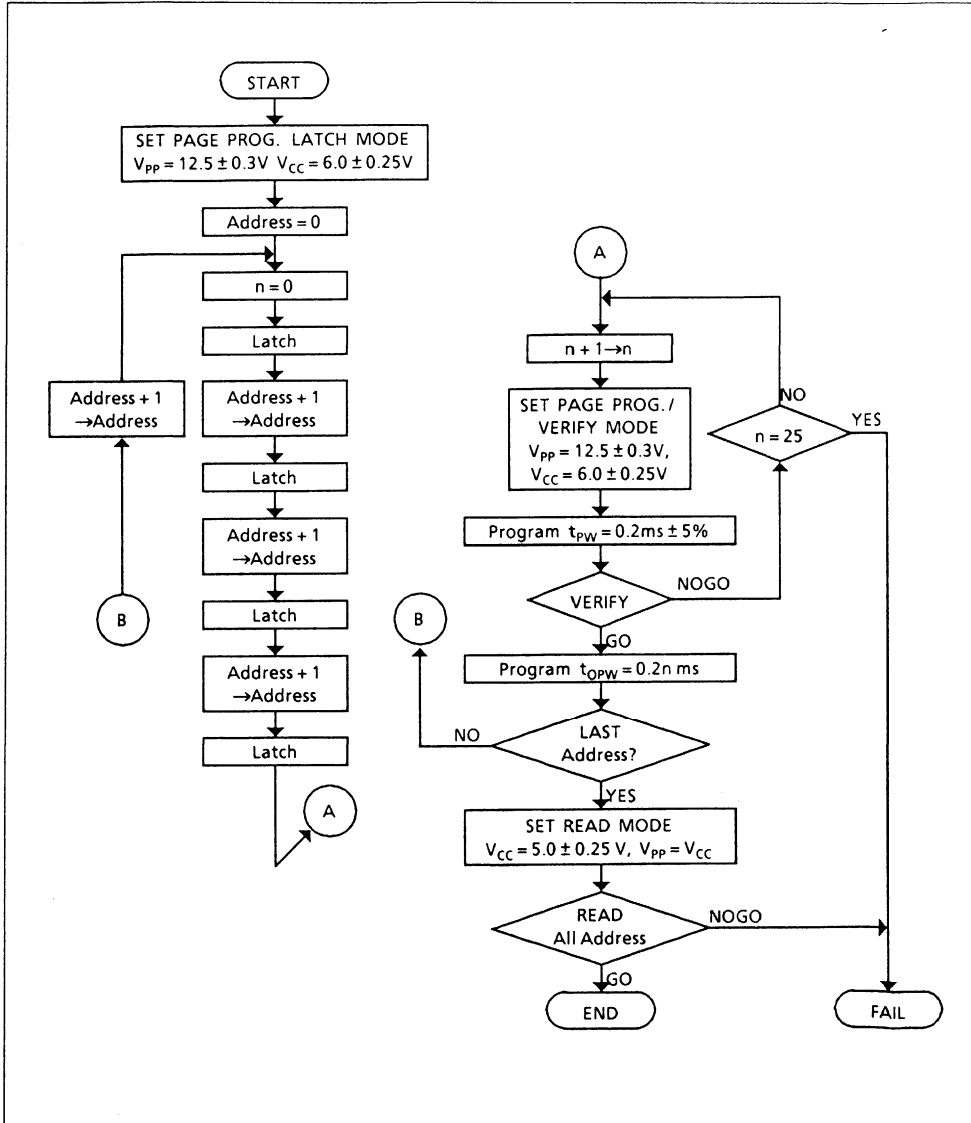 START
SET PAGE PROG. LATCH MODE
V_PP = 12.5 ± 0.3V V_CC = 6.0 ± 0.25V
Address = 0
n = 0
Latch
Address + 1
→Address
Address + 1
→Address
Latch
Address + 1
→Address
B
Latch
Address + 1
→Address
Latch
A
A
n + 1→n
SET PAGE PROG. /
VERIFY MODE
V_PP = 12.5 ± 0.3V,
V_CC = 6.0 ± 0.25V
NO
YES
n = 25
Program t_PW = 0.2ms ± 5%
VERIFY
NOGO
GO
B
Program t_OPW = 0.2n ms
NO
LAST
Address?
YES
SET READ MODE
V_CC = 5.0 ± 0.25 V, V_PP = V_CC
READ
All Address
NOGO
GO
END
FAIL